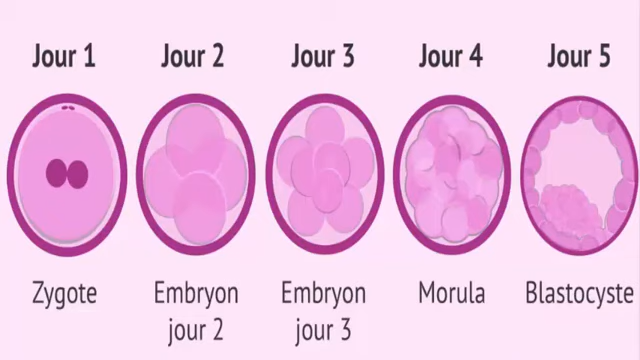 Jour 1
Jour 2
Jour 3
Jour 4
Jour 5
Zygote
Embryon
jour 2
Embryon
jour 3
Morula
Blastocyste